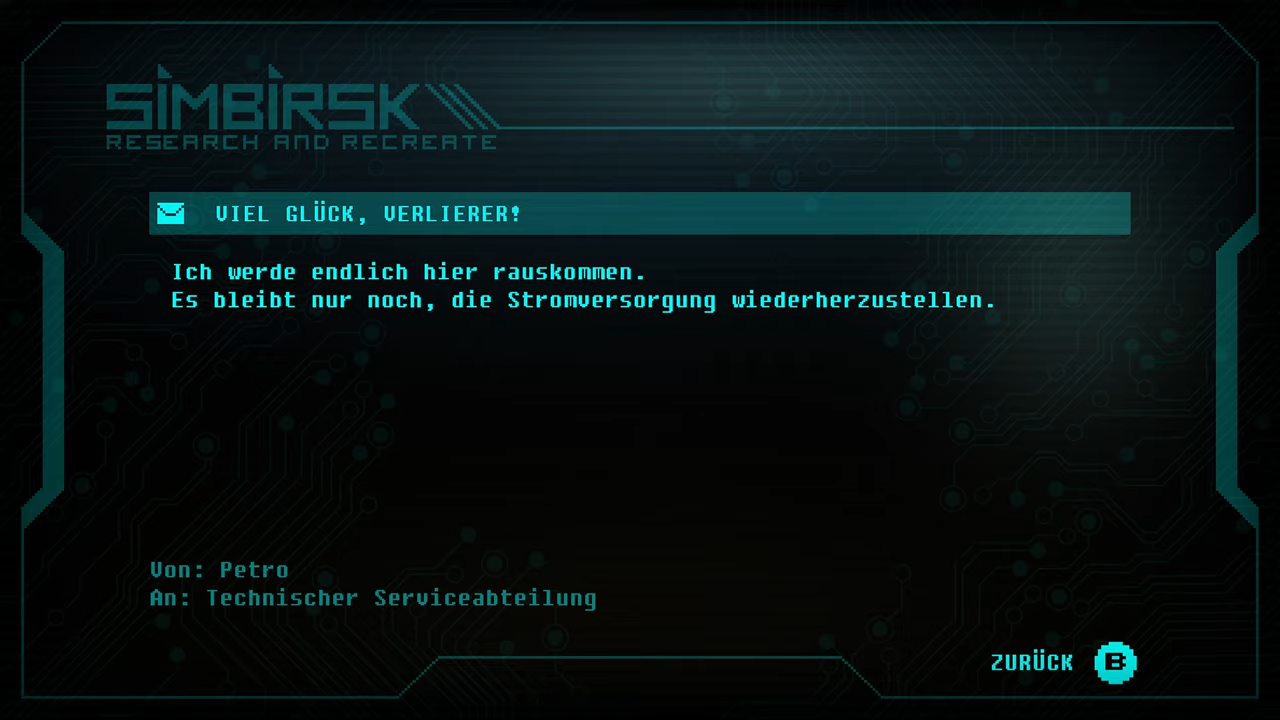 SIMBIRSK
RESEARCH AND RECREATE
VIEL GLÜCK, VERLIERER!
Ich werde endlich hier rauskommen.
Es bleibt nur noch, die Stromversorgung wiederherzustellen.
Von: Petro
An: Technischer Serviceabteilung
ZURÜCK B